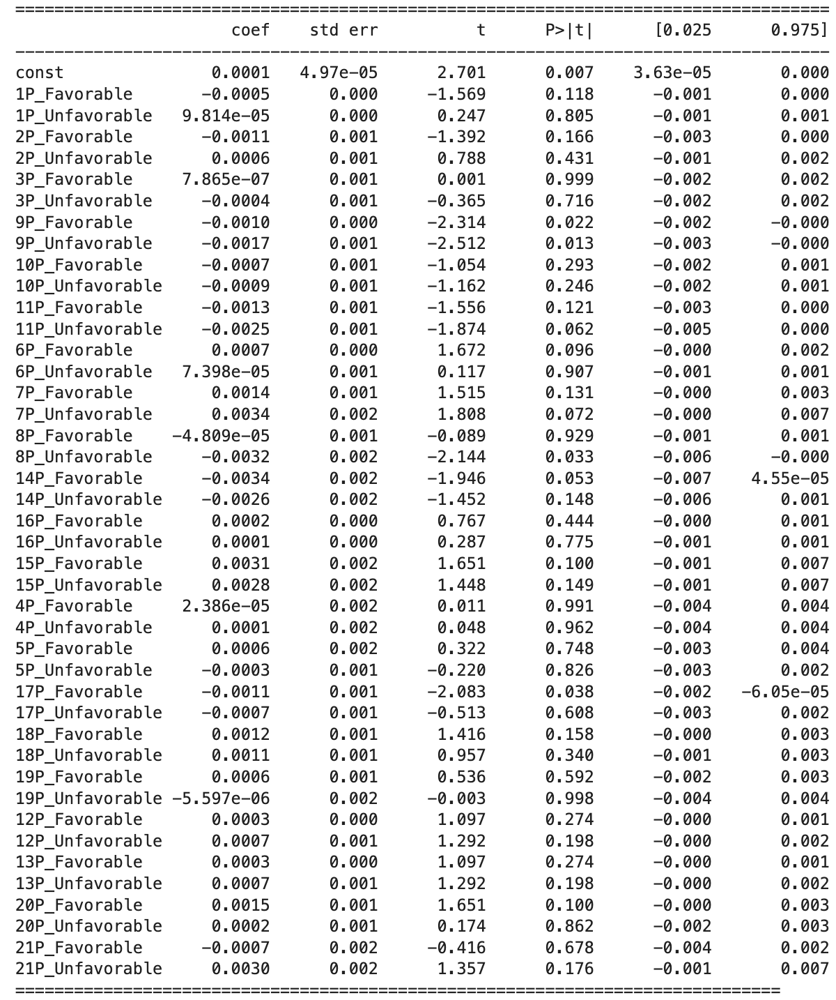 ==============================================================================
coef std err t P>|t| [0.025 0.975]
------------------------------------------------------------------------------
const 0.0001 4.97e-05 2.701 0.007 3.63e-05 0.000
1P_Favorable -0.0005 0.000 -1.569 0.118 -0.001 0.000
1P_Unfavorable 9.814e-05 0.000 0.247 0.805 -0.001 0.001
2P_Favorable -0.0011 0.001 -1.392 0.166 -0.003 0.000
2P_Unfavorable 0.0006 0.001 0.788 0.431 -0.001 0.002
3P_Favorable 7.865e-07 0.001 0.001 0.999 -0.002 0.002
3P_Unfavorable -0.0004 0.001 -0.365 0.716 -0.002 0.002
9P_Favorable -0.0010 0.000 -2.314 0.022 -0.002 -0.000
9P_Unfavorable -0.0017 0.001 -2.512 0.013 -0.003 -0.000
10P_Favorable -0.0007 0.001 -1.054 0.293 -0.002 0.001
10P_Unfavorable -0.0009 0.001 -1.162 0.246 -0.002 0.001
11P_Favorable -0.0013 0.001 -1.556 0.121 -0.003 0.000
11P_Unfavorable -0.0025 0.001 -1.874 0.062 -0.005 0.000
6P_Favorable 0.0007 0.000 1.672 0.096 -0.000 0.002
6P_Unfavorable 7.398e-05 0.001 0.117 0.907 -0.001 0.001
7P_Favorable 0.0014 0.001 1.515 0.131 -0.000 0.003
7P_Unfavorable 0.0034 0.002 1.808 0.072 -0.000 0.007
8P_Favorable -4.809e-05 0.001 -0.089 0.929 -0.001 0.001
8P_Unfavorable -0.0032 0.002 -2.144 0.033 -0.006 -0.000
14P_Favorable -0.0034 0.002 -1.946 0.053 -0.007 4.55e-05
14P_Unfavorable -0.0026 0.002 -1.452 0.148 -0.006 0.001
16P_Favorable 0.0002 0.000 0.767 0.444 -0.000 0.001
16P_Unfavorable 0.0001 0.000 0.287 0.775 -0.001 0.001
15P_Favorable 0.0031 0.002 1.651 0.100 -0.001 0.007
15P_Unfavorable 0.0028 0.002 1.448 0.149 -0.001 0.007
4P_Favorable 2.386e-05 0.002 0.011 0.991 -0.004 0.004
4P_Unfavorable 0.0001 0.002 0.048 0.962 -0.004 0.004
5P_Favorable 0.0006 0.002 0.322 0.748 -0.003 0.004
5P_Unfavorable -0.0003 0.001 -0.220 0.826 -0.003 0.002
17P_Favorable -0.0011 0.001 -2.083 0.038 -0.002 -6.05e-05
17P_Unfavorable -0.0007 0.001 -0.513 0.608 -0.003 0.002
18P_Favorable 0.0012 0.001 1.416 0.158 -0.000 0.003
18P_Unfavorable 0.0011 0.001 0.957 0.340 -0.001 0.003
19P_Favorable 0.0006 0.001 0.536 0.592 -0.002 0.003
19P_Unfavorable -5.597e-06 0.002 -0.003 0.998 -0.004 0.004
12P_Favorable 0.0003 0.000 1.097 0.274 -0.000 0.001
12P_Unfavorable 0.0007 0.001 1.292 0.198 -0.000 0.002
13P_Favorable 0.0003 0.000 1.097 0.274 -0.000 0.001
13P_Unfavorable 0.0007 0.001 1.292 0.198 -0.000 0.002
20P_Favorable 0.0015 0.001 1.651 0.100 -0.000 0.003
20P_Unfavorable 0.0002 0.001 0.174 0.862 -0.002 0.003
21P_Favorable -0.0007 0.002 -0.416 0.678 -0.004 0.002
21P_Unfavorable 0.0030 0.002 1.357 0.176 -0.001 0.007
==============================================================================